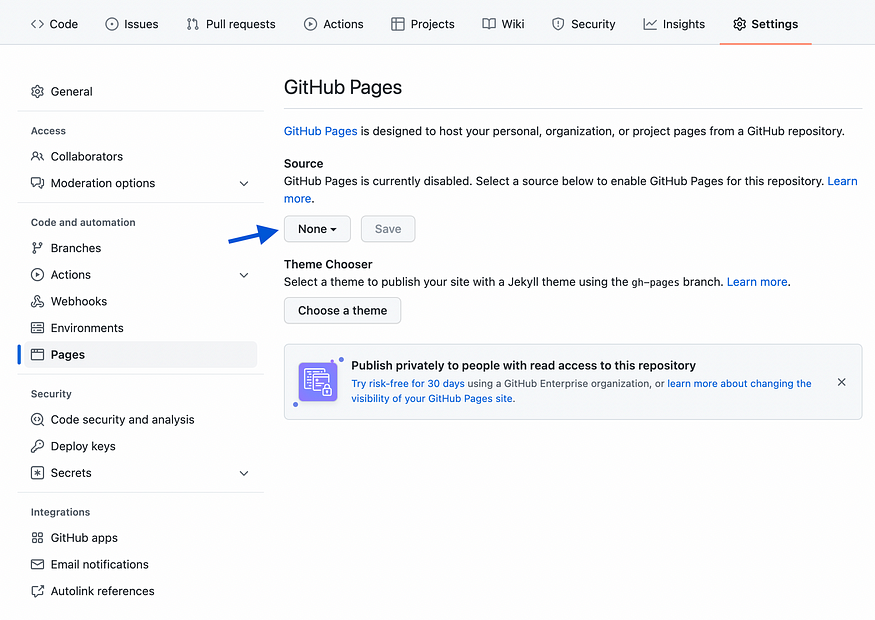 Code
Issues
Pull requests
Actions
Projects
Wiki
Security
Insights
Settings
General
Access
Collaborators
Moderation options
Code and automation
Branches
Actions
Webhooks
Environments
Pages
Security
Code security and analysis
Deploy keys
Secrets
Integrations
GitHub apps
Email notifications
Autolink references
GitHub Pages
GitHub Pages is designed to host your personal, organization, or project pages from a GitHub repository.
Source
GitHub Pages is currently disabled. Select a source below to enable GitHub Pages for this repository. Learn
more.
None
Save
Theme Chooser
Select a theme to publish your site with a Jekyll theme using the gh-pages branch. Learn more.
Choose a theme
Publish privately to people with read access to this repository
Try risk-free for 30 days using a GitHub Enterprise organization, or learn more about changing the
visibility of your GitHub Pages site.